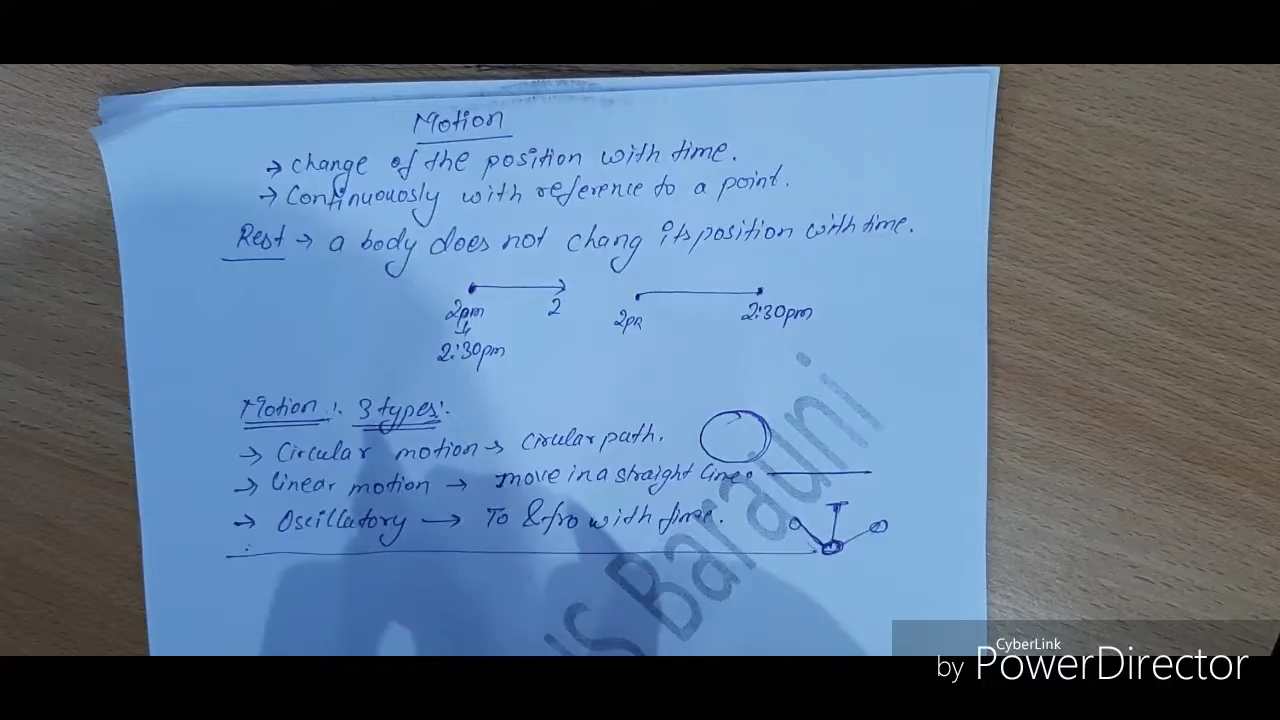 Motion
→ change of the position with time.
→ Continuously with reference to a point.
Rest → a body does not chang its position with time.
2pm 2 2:30pm
2:30pm
Motion :. 3 types:.
→ Circular motion → circular path.
→ linear motion → move in a straight line.
→ Oscillatory → To & fro with time.
Barauni
CyberLink
by PowerDirector